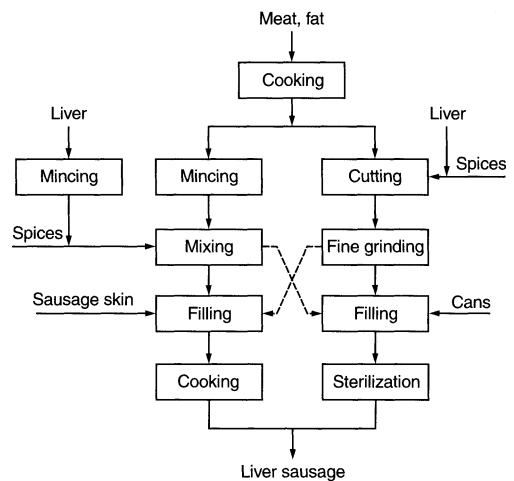 Meat, fat
Cooking
Liver
Liver
Mincing
Mincing
Cutting
Spices
Spices
Mixing
Fine grinding
Sausage skin
Filling
Filling
Cans
Cooking
Sterilization
Liver sausage